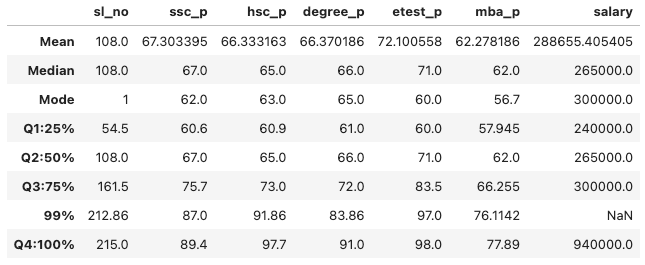 sl_no ssc_p hsc_p degree_p etest_p mba_p salary
Mean 108.0 67.303395 66.333163 66.370186 72.100558 62.278186 288655.405405
Median 108.0 67.0 65.0 66.0 71.0 62.0 265000.0
Mode 1 62.0 63.0 65.0 60.0 56.7 300000.0
Q1:25% 54.5 60.6 60.9 61.0 60.0 57.945 240000.0
Q2:50% 108.0 67.0 65.0 66.0 71.0 62.0 265000.0
Q3:75% 161.5 75.7 73.0 72.0 83.5 66.255 300000.0
99% 212.86 87.0 91.86 83.86 97.0 76.1142 NaN
Q4:100% 215.0 89.4 97.7 91.0 98.0 77.89 940000.0